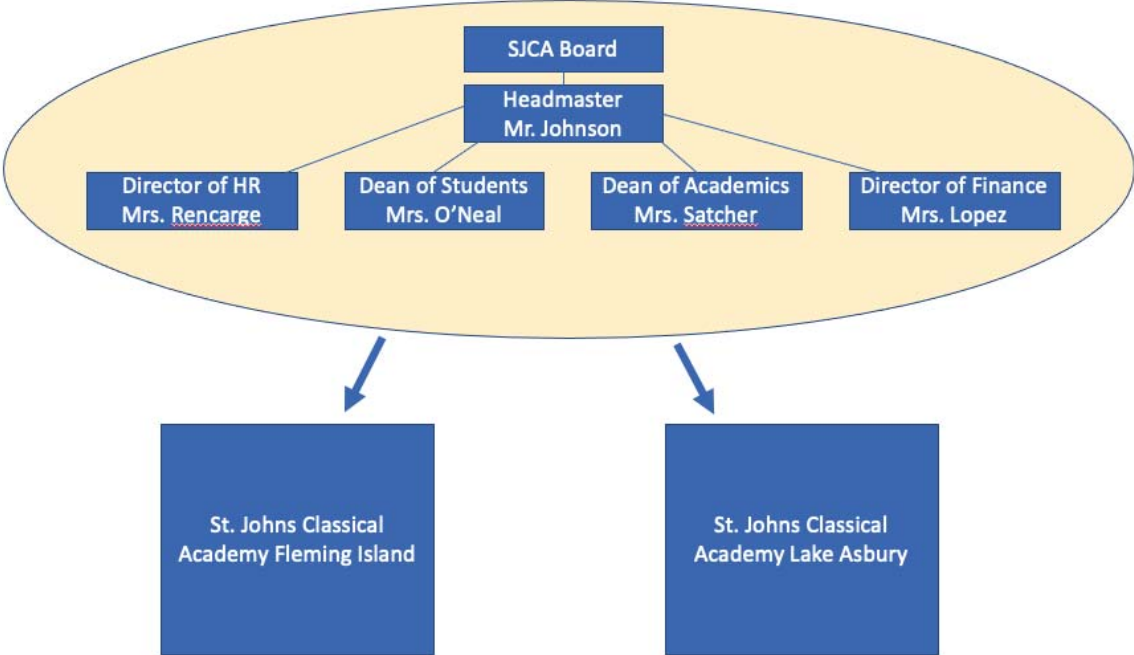 SJCA Board
Headmaster
Mr. Johnson
Director of HR
Mrs. Rencarge
Dean of Students
Mrs. O’Neal
Dean of Academics
Mrs. Satcher
Director of Finance
Mrs. Lopez
St. Johns Classical
Academy Fleming Island
St. Johns Classical
Academy Lake Asbury